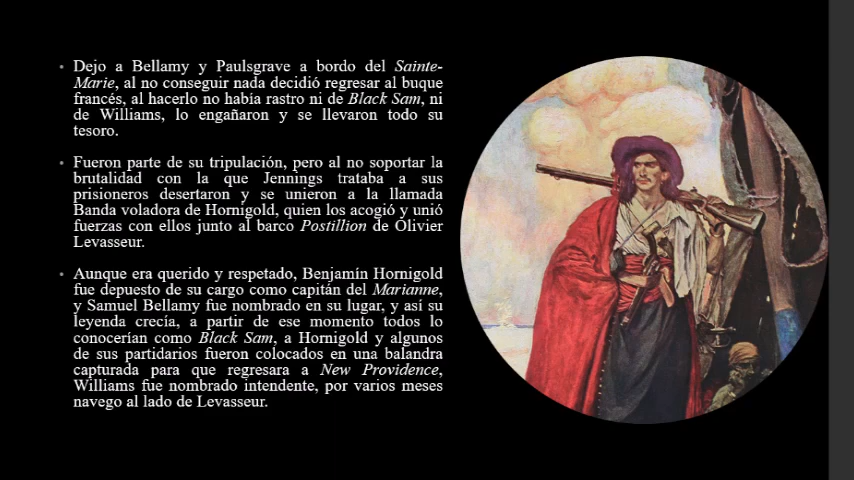 Dejo a Bellamy y Paulsgrave a bordo del Sainte-
Marie, al no conseguir nada decidió regresar al buque
francés, al hacerlo no había rastro ni de Black Sam, ni
de Williams, lo engañaron y se llevaron todo su
tesoro.
Fueron parte de su tripulación, pero al no soportar la
brutalidad con la que Jennings trataba a sus
prisioneros desertaron y se unieron a la llamada
Banda voladora de Hornigold, quien los acogió y unió
fuerzas con ellos junto al barco Postillion de Olivier
Levasseur.
Aunque era querido y respetado, Benjamín Hornigold
fue depuesto de su cargo como capitán del Marianne,
y Samuel Bellamy fue nombrado en su lugar, y así su
leyenda crecía, a partir de ese momento todos lo
conocerían como Black Sam, a Hornigold y algunos
de sus partidarios fueron colocados en una balandra
capturada para que regresara a New Providence,
Williams fue nombrado intendente, por varios meses
navego al lado de Levasseur.